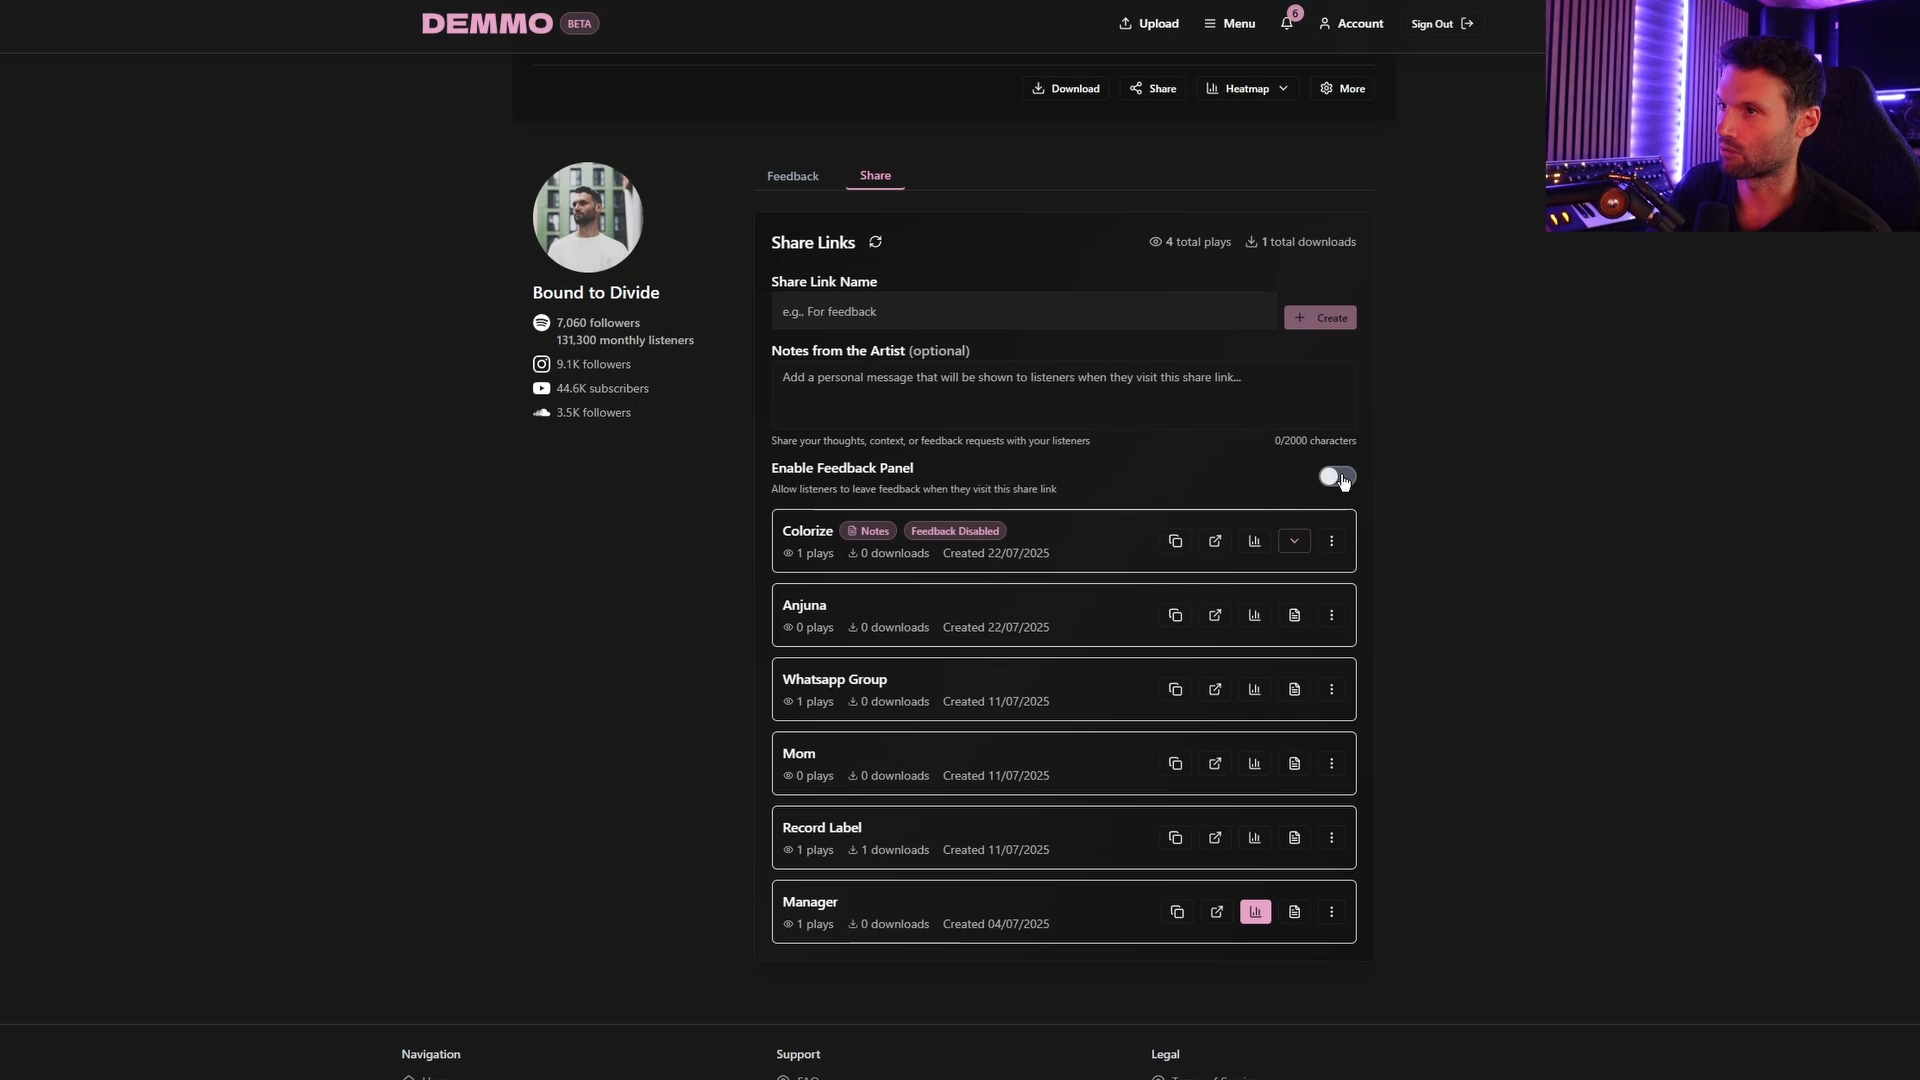 DEMMO BETA
Upload Menu 6 Account Sign Out
Download Share Heatmap More
Feedback Share
Share Links 4 total plays 1 total downloads
Share Link Name
e.g., For feedback
Create
Notes from the Artist (optional)
Add a personal message that will be shown to listeners when they visit this share link...
Share your thoughts, context, or feedback requests with your listeners 0/2000 characters
Enable Feedback Panel
Allow listeners to leave feedback when they visit this share link
Bound to Divide
7,060 followers
131,300 monthly listeners
9.1K followers
44.6K subscribers
3.5K followers
Colorize Notes Feedback Disabled
1 plays 0 downloads Created 22/07/2025
Anjuna
0 plays 0 downloads Created 22/07/2025
Whatsapp Group
1 plays 0 downloads Created 11/07/2025
Mom
0 plays 0 downloads Created 11/07/2025
Record Label
1 plays 1 downloads Created 11/07/2025
Manager
1 plays 0 downloads Created 04/07/2025
Navigation Support Legal